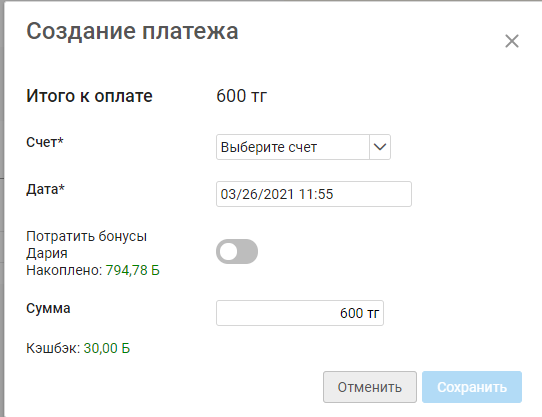 Создание платежа
Итого к оплате 600 тг
Счет* Выберите счет
Дата* 03/26/2021 11:55
Потратить бонусы
Дария
Накоплено: 794,78 Б
Сумма 600 тг
Кэшбэк: 30,00 Б
Отменить Сохранить